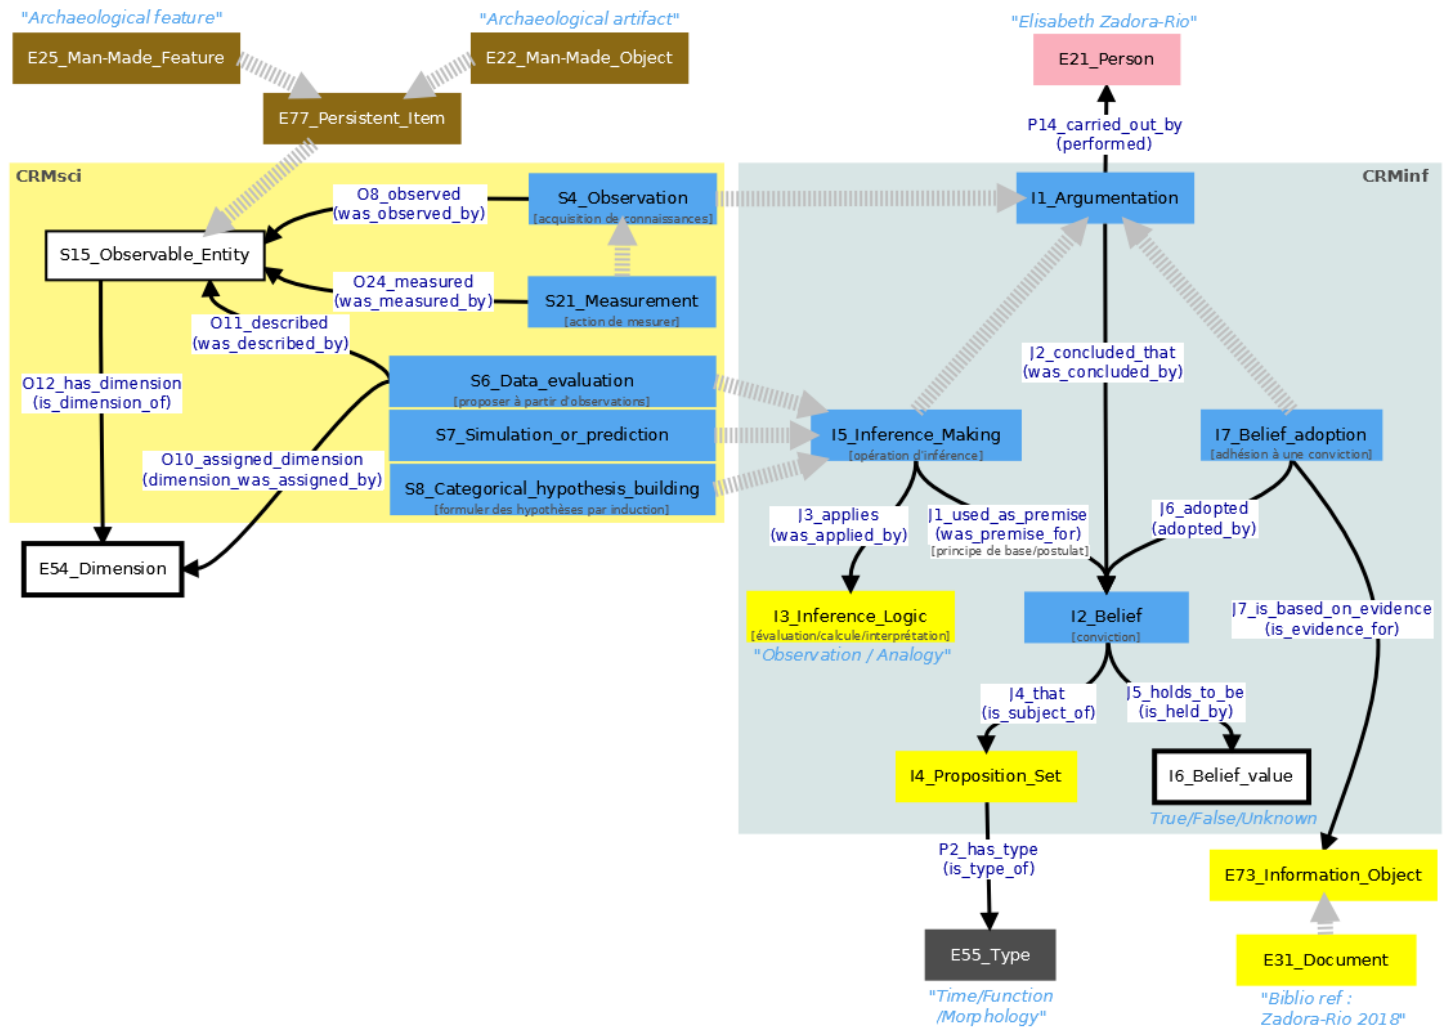 "Archaeological feature"
"Archaeological artifact"
"Elisabeth Zadora-Rio"
E25_Man-Made_Feature
E22_Man-Made_Object
E21_Person
E77_Persistent_Item
P14_carried_out_by
(performed)
CRMsci
CRMinf
O8_observed
(was_observed_by)
S4_Observation
[acquisition de connaissances]
I1_Argumentation
S15_Observable_Entity
O24_measured
(was_measured_by)
S21_Measurement
[action de mesurer]
O11_described
(was_described_by)
J2_concluded_that
(was_concluded_by)
O12_has_dimension
(is_dimension_of)
S6_Data_evaluation
[proposer à partir d'observations]
S7_Simulation_or_prediction
I5_Inference_Making
[opération d'inférence]
I7_Belief_adoption
[adhésion à une conviction]
O10_assigned_dimension
(dimension_was_assigned_by)
S8_Categorical_hypothesis_building
[formuler des hypothèses par induction]
J3_applies
(was_applied_by)
J1_used_as_premise
(was_premise_for)
[principe de base/postulat]
J6_adopted
(adopted_by)
E54_Dimension
I3_Inference_Logic
[évaluation/calcule/interprétation]
"Observation / Analogy"
I2_Belief
[conviction]
J7_is_based_on_evidence
(is_evidence_for)
J4_that
(is_subject_of)
J5_holds_to_be
(is_held_by)
I4_Proposition_Set
I6_Belief_value
True/False/Unknown
P2_has_type
(is_type_of)
E73_Information_Object
E55_Type
"Time/Function
/Morphology"
E31_Document
"Biblio ref :
Zadora-Rio 2018"